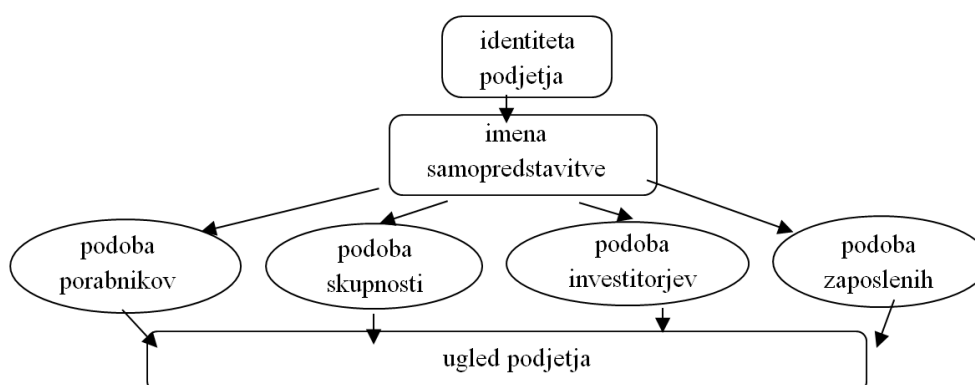 identiteta
podjetja
imena
samopredstavitve
podoba
porabnikov
podoba
skupnosti
podoba
investitorjev
podoba
zaposlenih
ugled podjetja